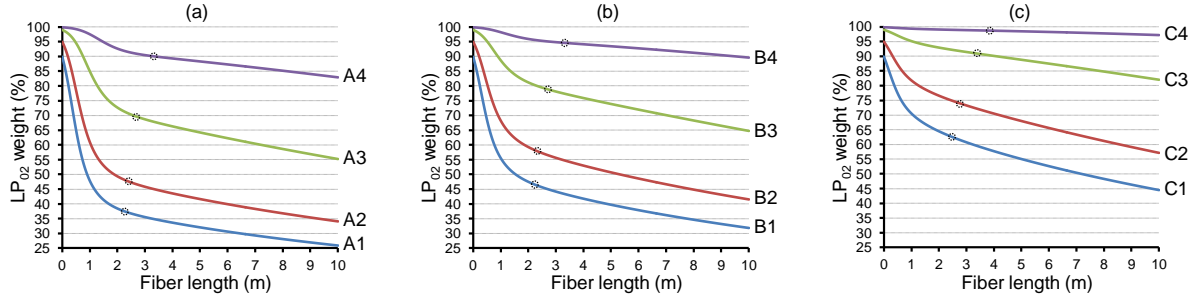 (a)
100
95
90
85
80
75
70
65
60
55
50
45
40
35
30
25
LP02 weight (%)
0 1 2 3 4 5 6 7 8 9 10
Fiber length (m)
A4
A3
A2
A1
(b)
100
95
90
85
80
75
70
65
60
55
50
45
40
35
30
25
LP02 weight (%)
0 1 2 3 4 5 6 7 8 9 10
Fiber length (m)
B4
B3
B2
B1
(c)
100
95
90
85
80
75
70
65
60
55
50
45
40
35
30
25
LP02 weight (%)
0 1 2 3 4 5 6 7 8 9 10
Fiber length (m)
C4
C3
C2
C1